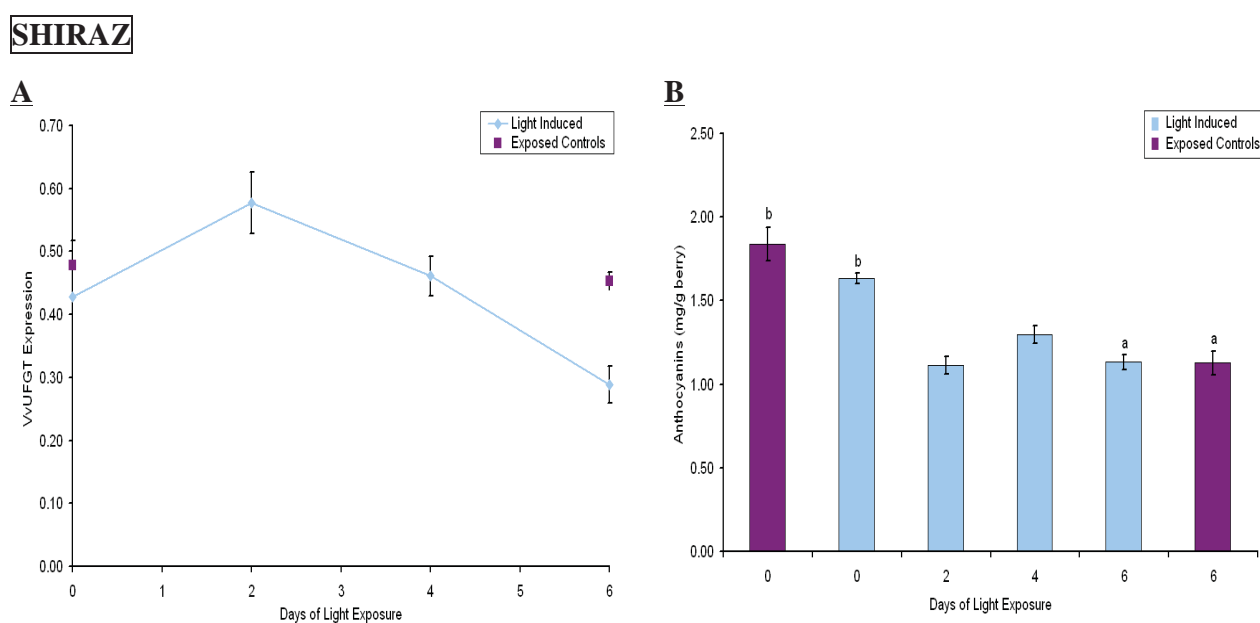 SHIRAZ
A
Light Induced
Exposed Controls
0.70
0.60
0.50
0.40
0.30
0.20
0.10
0.00
VvUFGT Expression
0 1 2 3 4 5 6
Days of Light Exposure
B
Light Induced
Exposed Controls
2.50
2.00
1.50
1.00
0.50
0.00
Anthocyanins (mg/g berry)
b
b
a
a
0 0 2 4 6 6
Days of Light Exposure